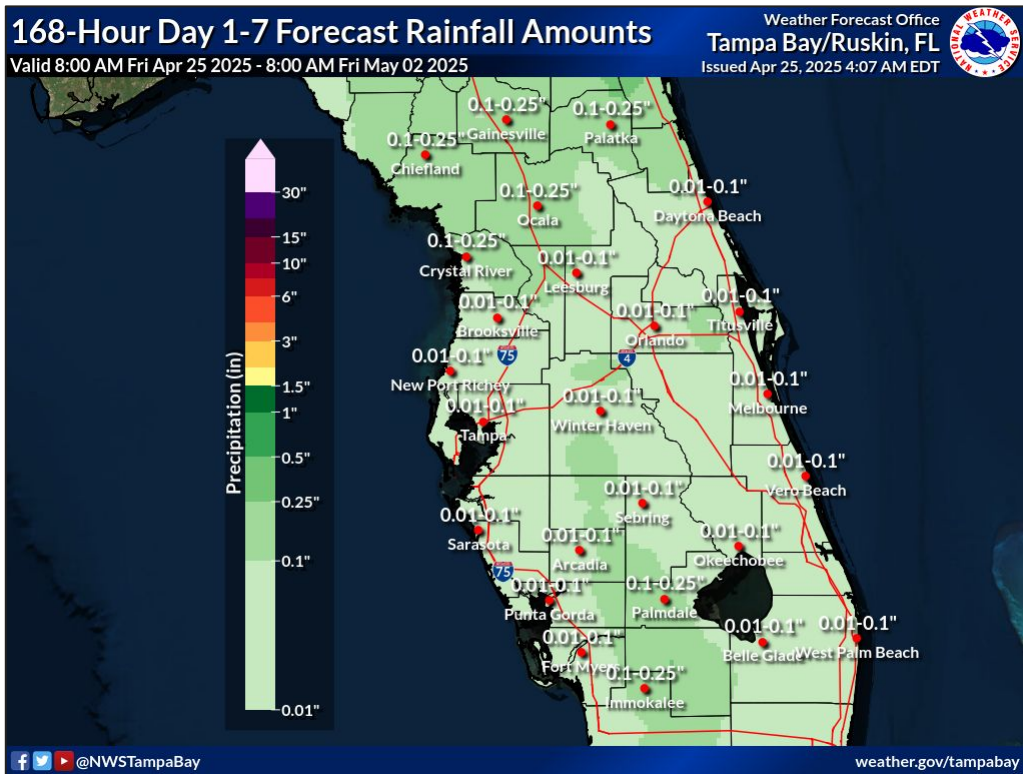 168-Hour Day 1-7 Forecast Rainfall Amounts
Valid 8:00 AM Fri Apr 25 2025 - 8:00 AM Fri May 02 2025
Weather Forecast Office
Tampa Bay/Ruskin, FL
Issued Apr 25, 2025 4:07 AM EDT
NATIONAL WEATHER SERVICE
Precipitation (in)
30"
15"
10"
6"
3"
1.5"
1"
0.5"
0.25"
0.1"
0.01"
0.1-0.25"
Gainesville
0.1-0.25"
Palatka
0.1-0.25"
Chiefland
0.1-0.25"
Ocala
0.01-0.1"
Daytona Beach
0.1-0.25"
Crystal River
0.01-0.1"
Leesburg
0.01-0.1"
Brooksville
0.01-0.1"
Orlando
0.01-0.1"
Titusville
75
4
0.01-0.1"
New Port Richey
0.01-0.1"
Melbourne
0.01-0.1"
Tampa
0.01-0.1"
Winter Haven
0.01-0.1"
Vero Beach
0.01-0.1"
Sebring
0.01-0.1"
Sarasota
0.01-0.1"
Arcadia
0.01-0.1"
Okeechobee
75
0.01-0.1"
Punta Gorda
0.1-0.25"
Palmdale
0.01-0.1"
Belle Glade
0.01-0.1"
West Palm Beach
0.01-0.1"
Fort Myers
0.1-0.25"
Immokalee
@NWSTampaBay
weather.gov/tampabay